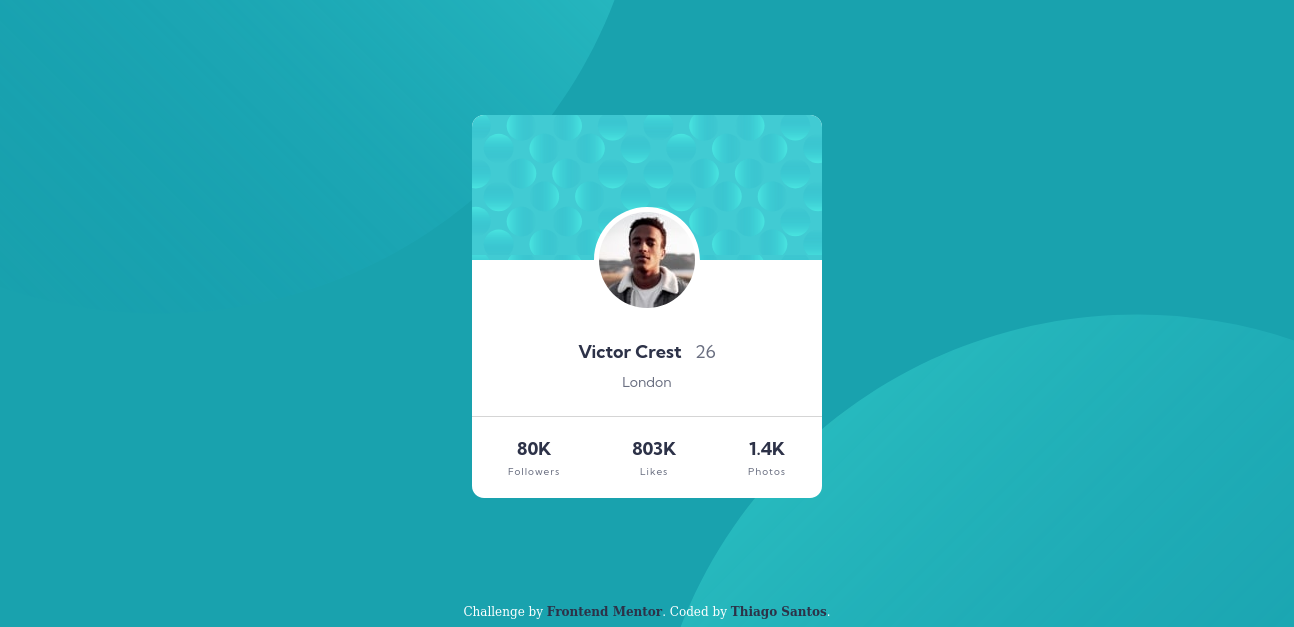 Victor Crest 26
London
80K 803K 1.4K
Followers Likes Photos
Challenge by Frontend Mentor. Coded by Thiago Santos.